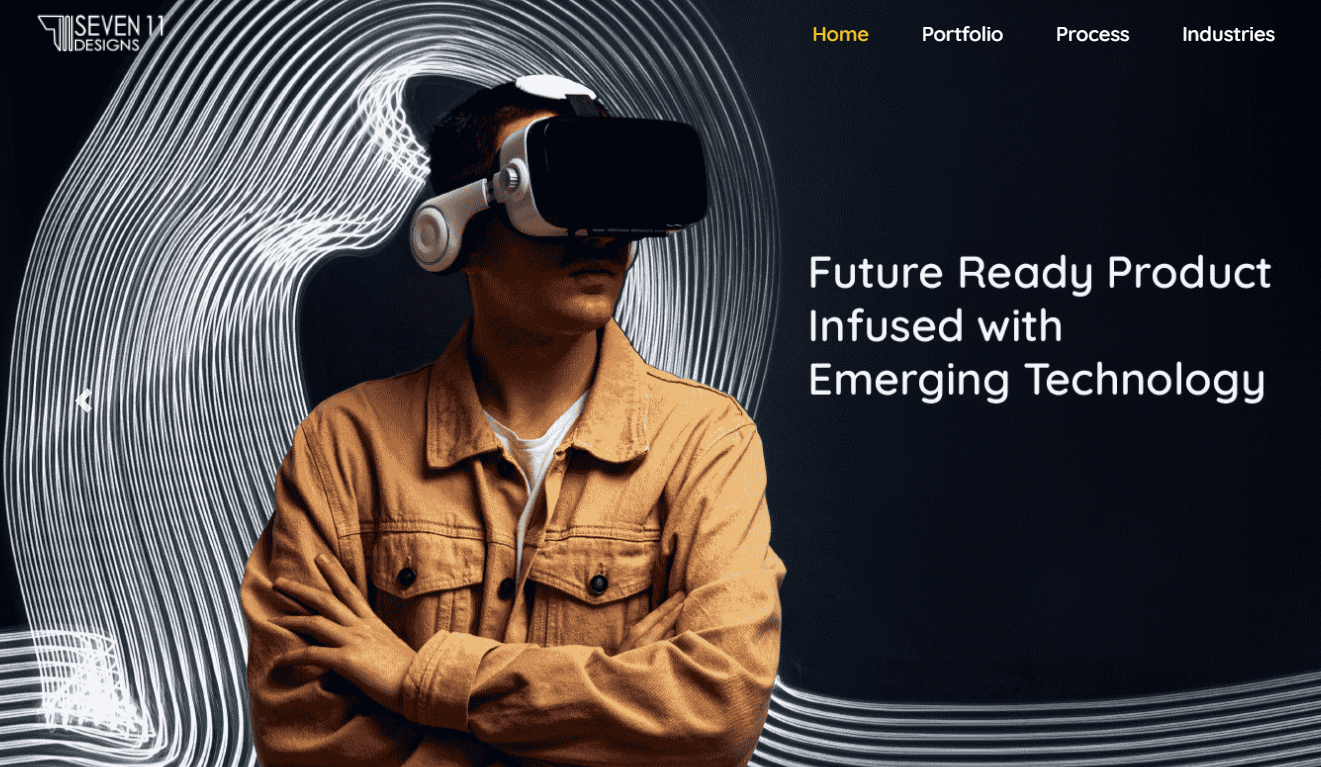 SEVEN 11
DESIGNS
Home Portfolio Process Industries
Future Ready Product
Infused with
Emerging Technology